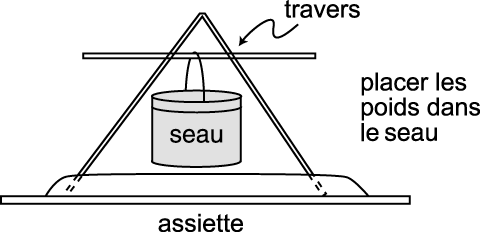 travers
placer les
poids dans
le seau
seau
assiette